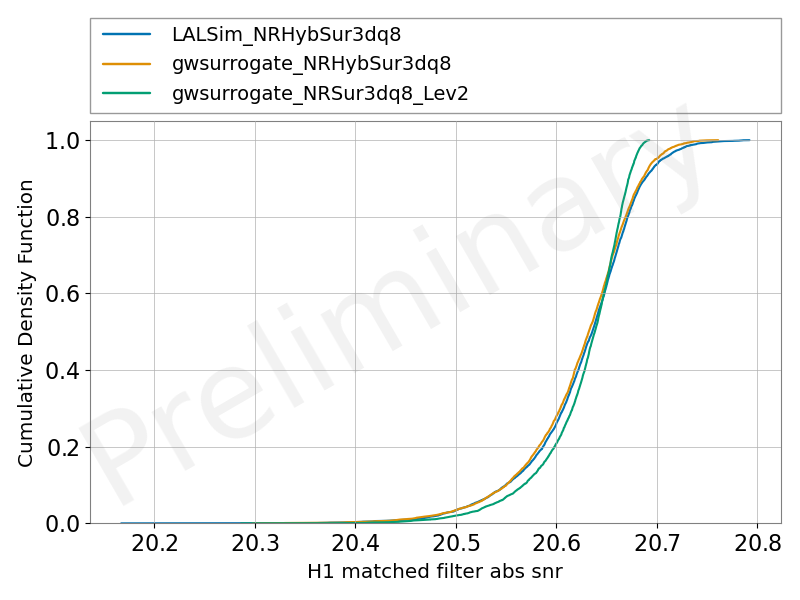 LALSim_NRHybSur3dq8
gwsurrogate_NRHybSur3dq8
gwsurrogate_NRSur3dq8_Lev2
Preliminary
Cumulative Density Function
1.0
0.8
0.6
0.4
0.2
0.0
20.2 20.3 20.4 20.5 20.6 20.7 20.8
H1 matched filter abs snr